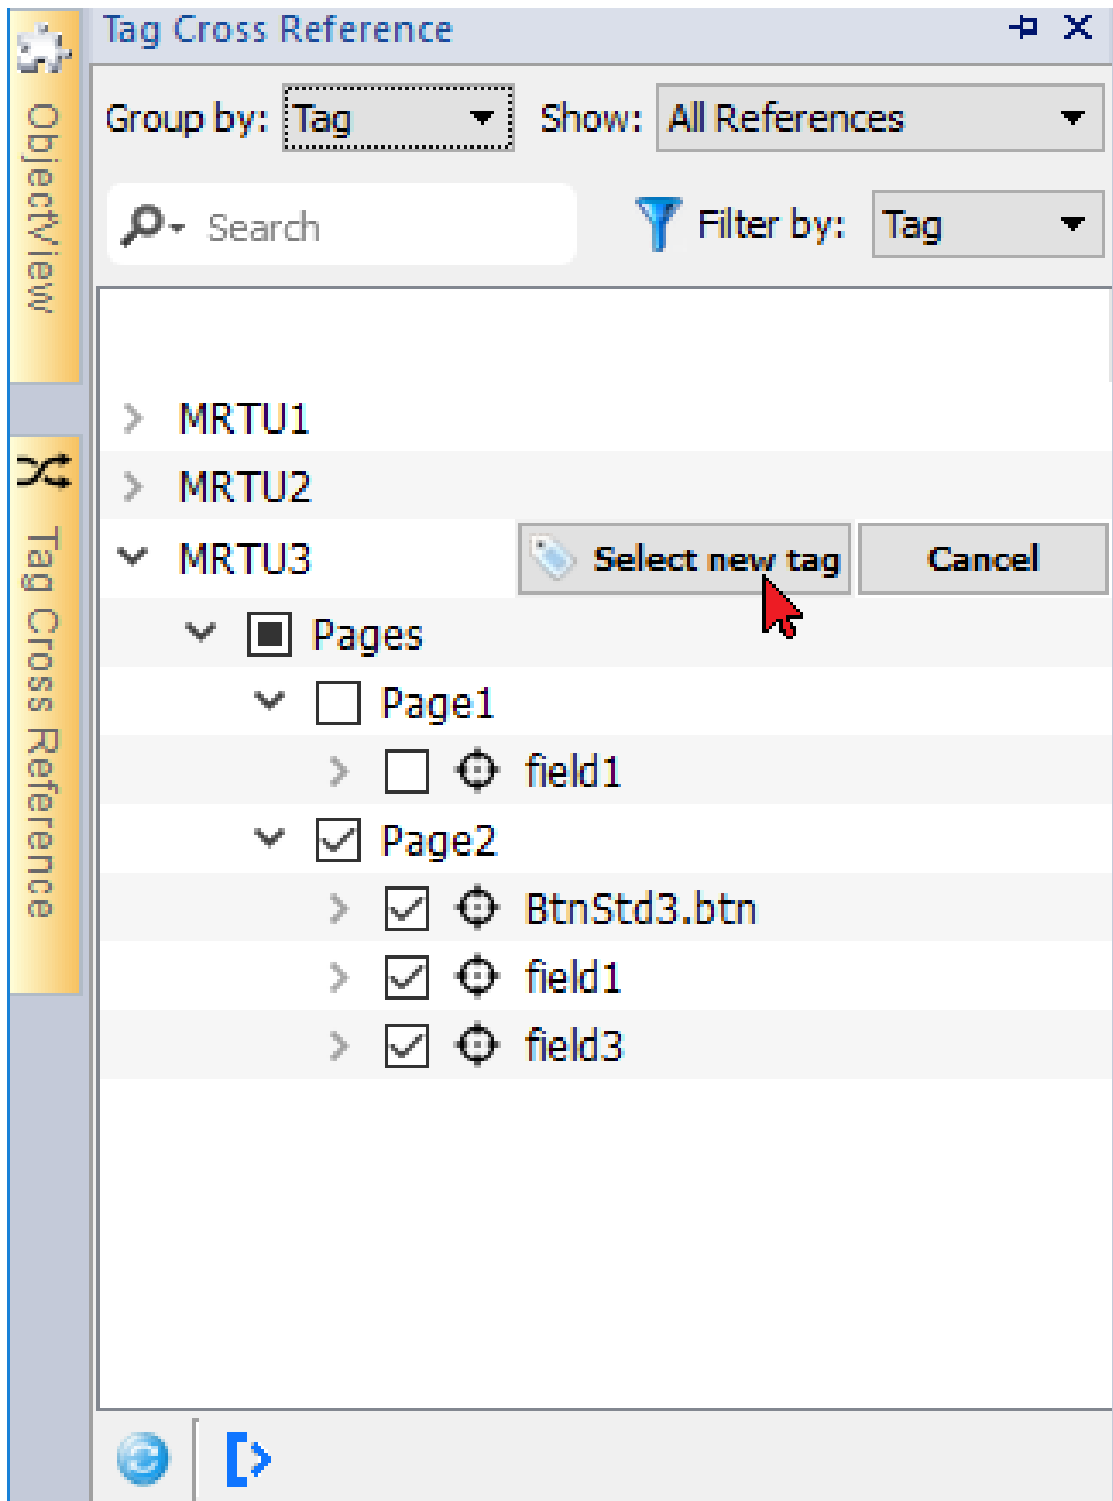 Tag Cross Reference
Group by: Tag Show: All References
Search Filter by: Tag
ObjectView
Tag Cross Reference
MRTU1
MRTU2
MRTU3 Select new tag Cancel
Pages
Page1
field1
Page2
BtnStd3.btn
field1
field3